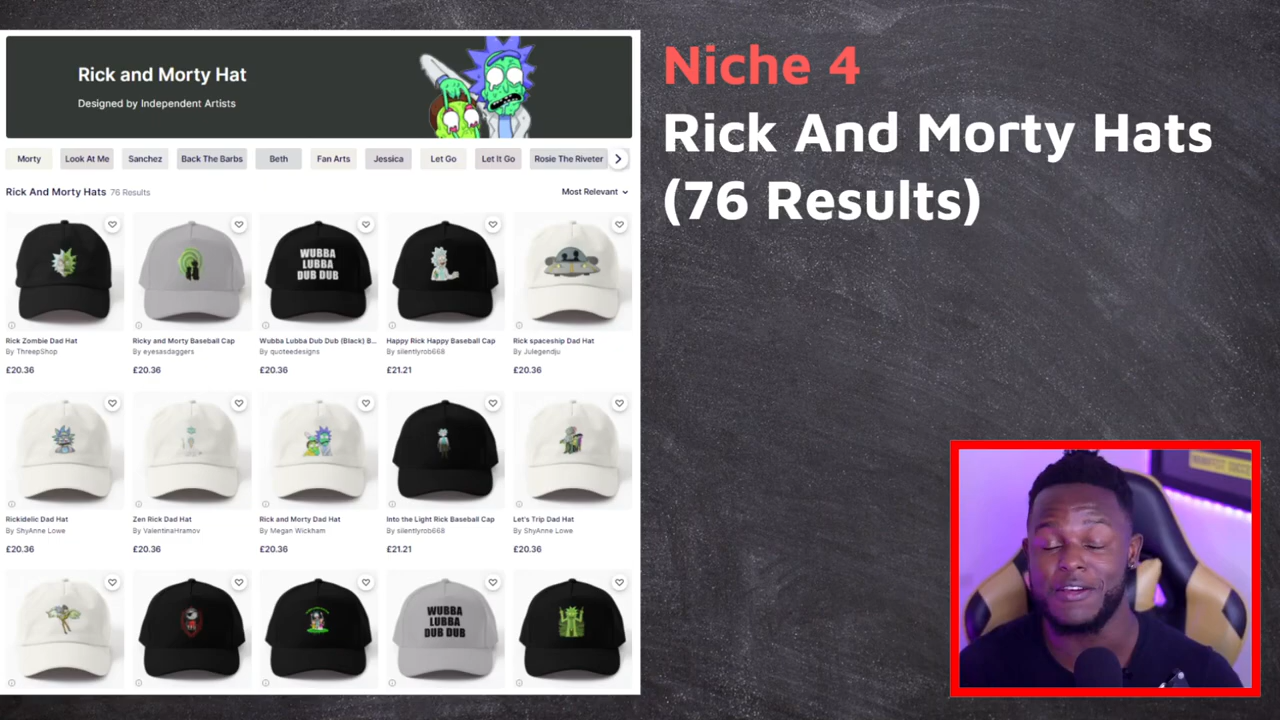 Rick and Morty Hat
Designed by Independent Artists
Morty
Look At Me
Sanchez
Back The Barbs
Beth
Fan Arts
Jessica
Let Go
Let It Go
Rosie The Riveter
Rick And Morty Hats 76 Results
Most Relevant
WUBBA
LUBBA
DUB DUB
Rick Zombie Dad Hat
By ThreepShop
£20.36
Ricky and Morty Baseball Cap
By eyesasdaggers
£20.36
Wubba Lubba Dub Dub (Black) B...
By quoteedesigns
£20.36
Happy Rick Happy Baseball Cap
By silentlyrob668
£21.21
Rick spaceship Dad Hat
By Julegendju
£20.36
Rickidelic Dad Hat
By ShyAnne Lowe
£20.36
Zen Rick Dad Hat
By ValentinaHramov
£20.36
Rick and Morty Dad Hat
By Megan Wickham
£20.36
Into the Light Rick Baseball Cap
By silentlyrob668
£21.21
Let's Trip Dad Hat
By ShyAnne Lowe
£20.36
WUBBA
LUBBA
DUB DUB
Niche 4
Rick And Morty Hats
(76 Results)